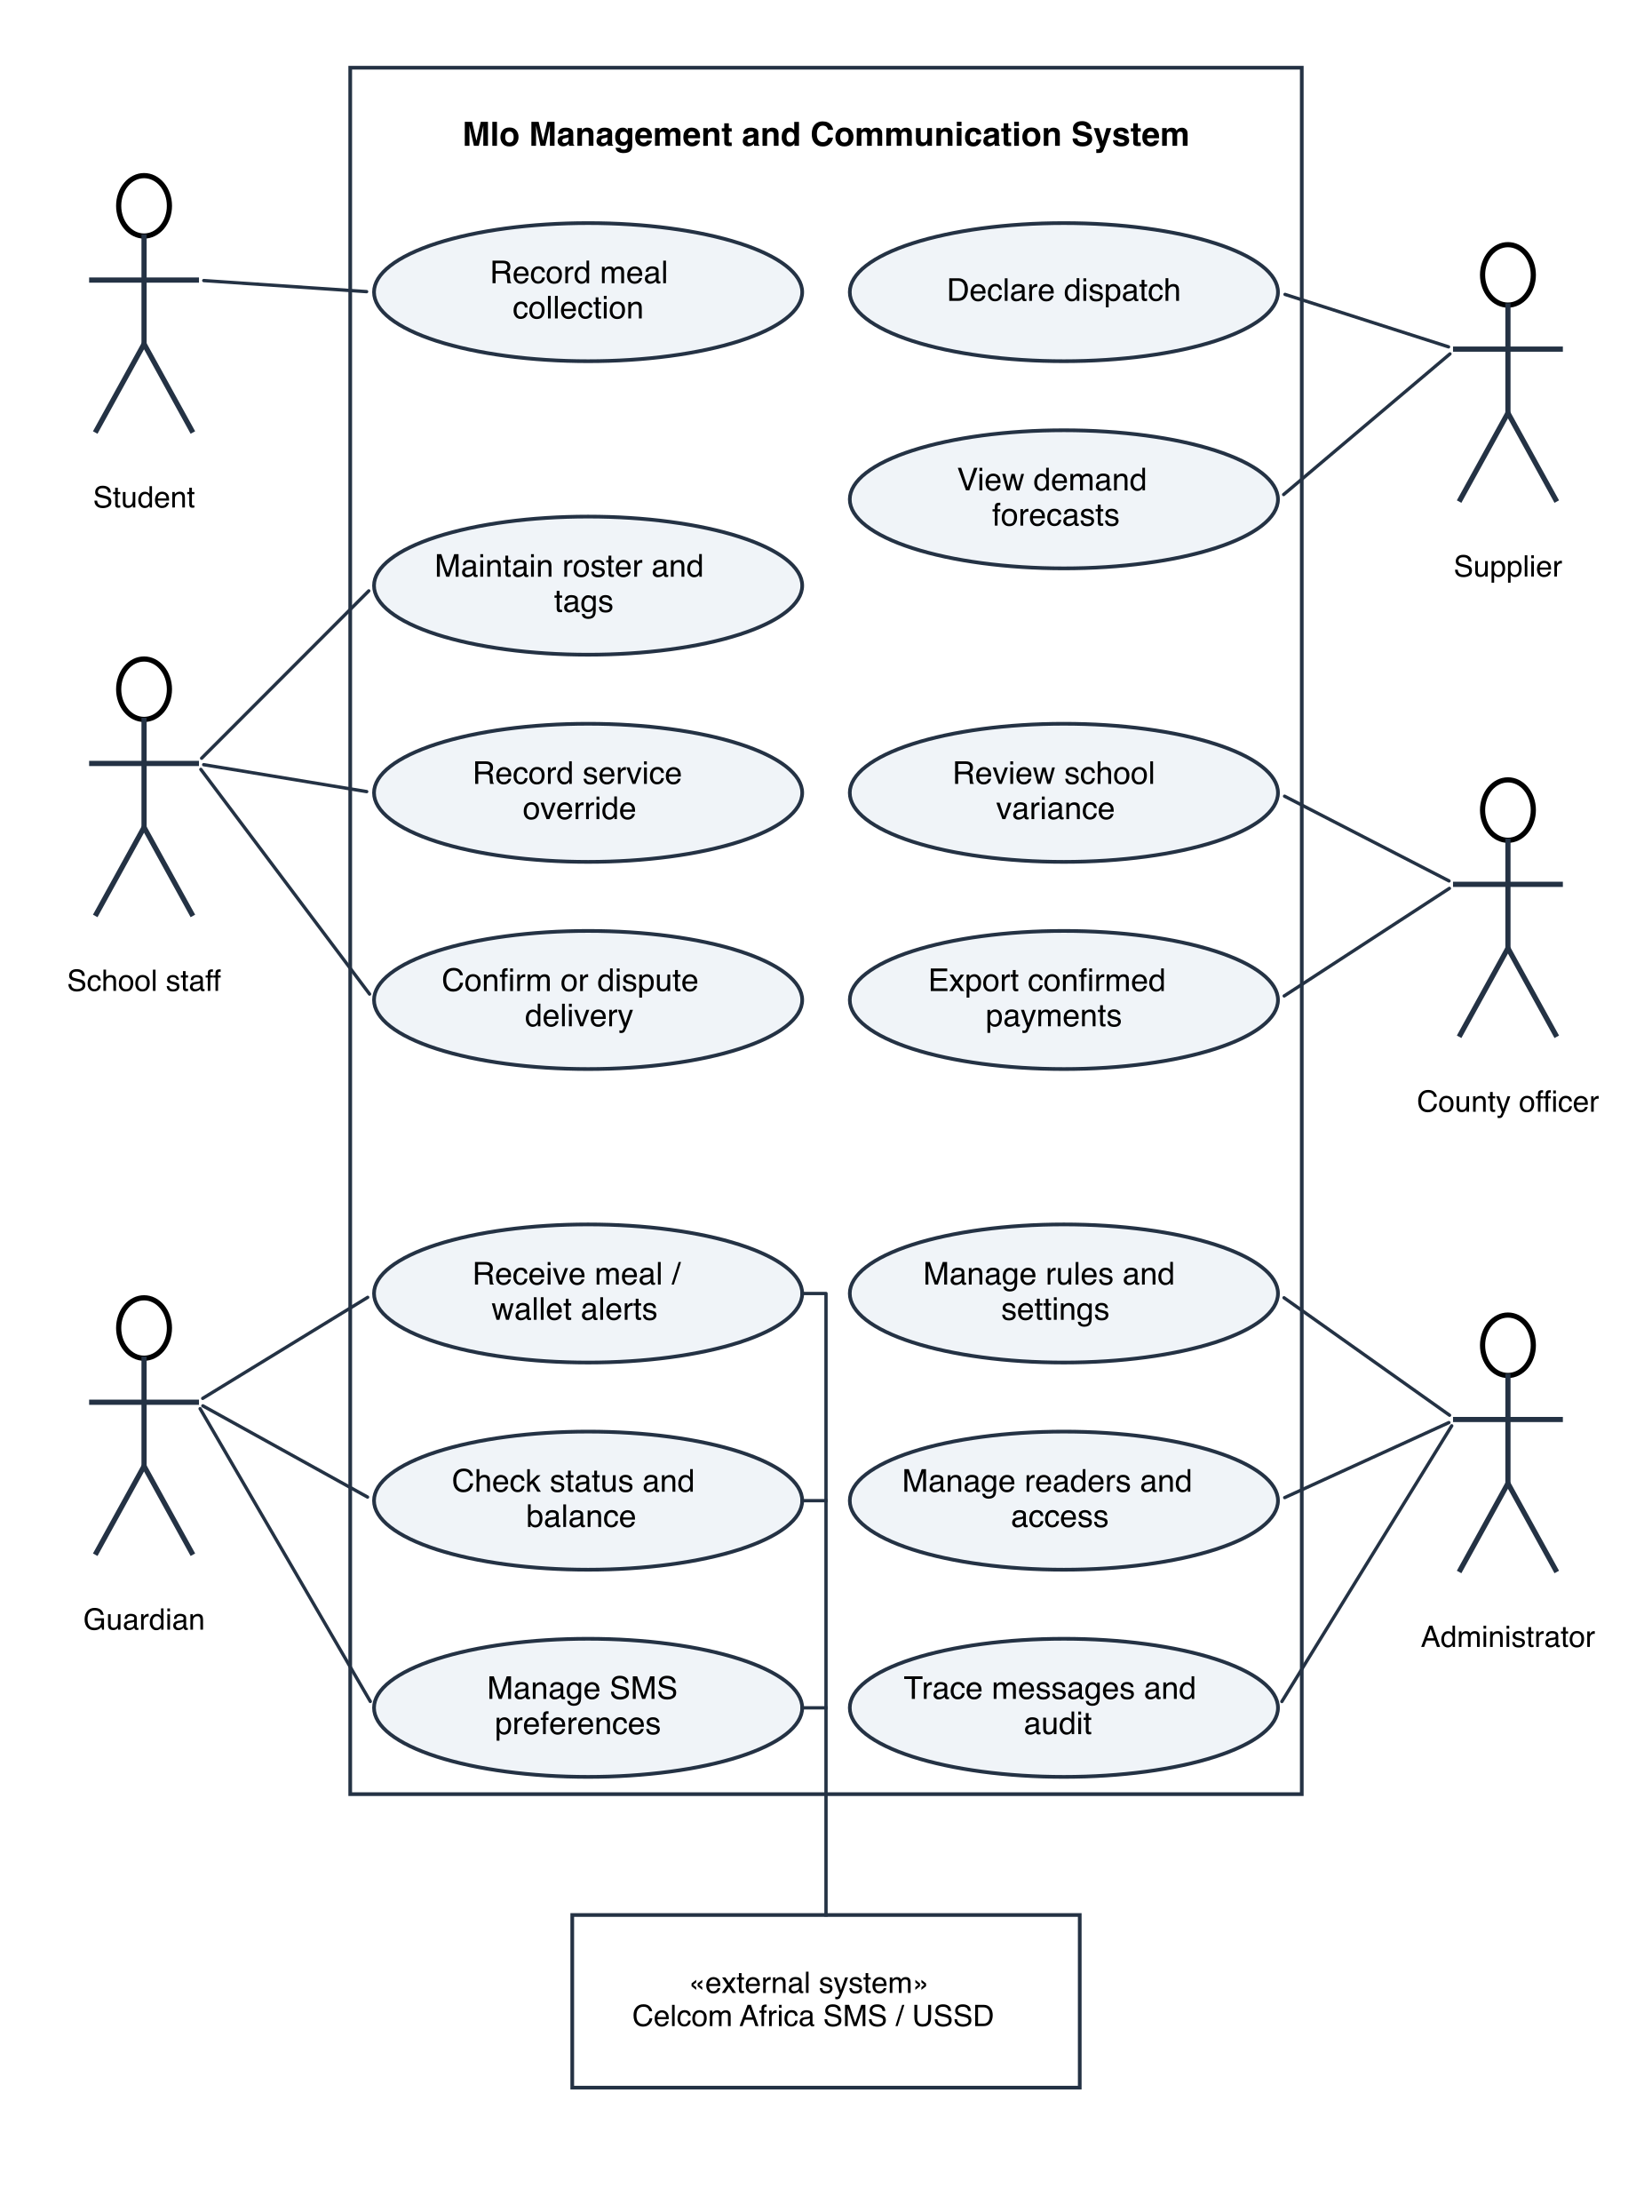 Mlo Management and Communication System
Record meal
collection
Declare dispatch
Student
View demand
forecasts
Supplier
Maintain roster and
tags
Record service
override
Review school
variance
School staff
Confirm or dispute
delivery
Export confirmed
payments
County officer
Receive meal /
wallet alerts
Manage rules and
settings
Check status and
balance
Manage readers and
access
Guardian
Administrator
Manage SMS
preferences
Trace messages and
audit
«external system»
Celcom Africa SMS / USSD